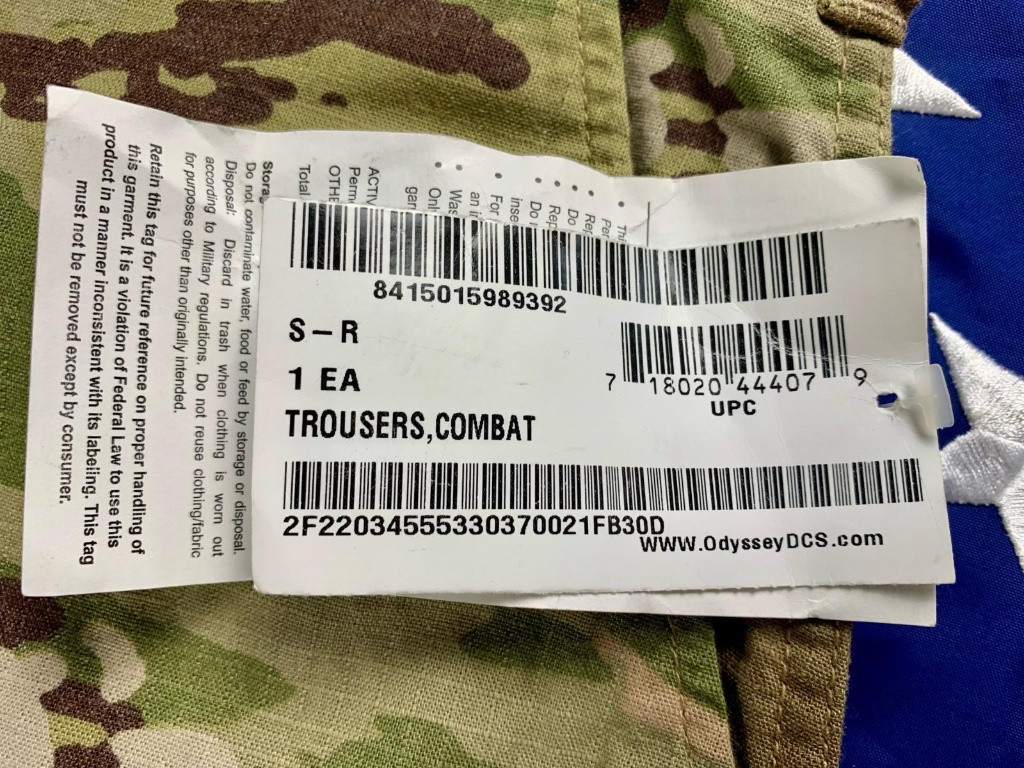 8415015989392
S-R
1 EA
TROUSERS,COMBAT
7 18020 44407 9
UPC
2F22034555330370021FB30D
WWW.OdysseyDCS.com
Total
Do not contaminate water, food or feed by storage or disposal.
Disposal: Discard in trash when clothing is worn out
according to Military regulations. Do not reuse clothing/fabric
for purposes other than originally intended.
Retain this tag for future reference on proper handling of
this garment. It is a violation of Federal Law to use this
product in a manner inconsistent with its labeling. This tag
must not be removed except by consumer.